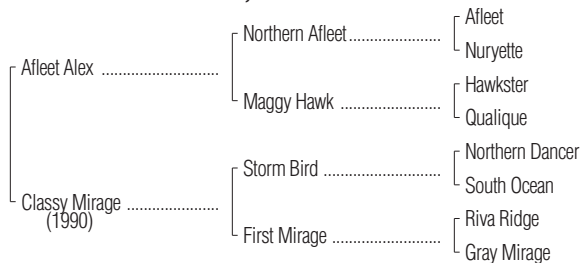 Afleet
Northern Afleet......................
Nuryette
Afleet Alex ............................
Hawkster
Maggy Hawk ........................
Qualique
Northern Dancer
Storm Bird ............................
South Ocean
Classy Mirage ......................
(1990)
Riva Ridge
First Mirage ..........................
Gray Mirage